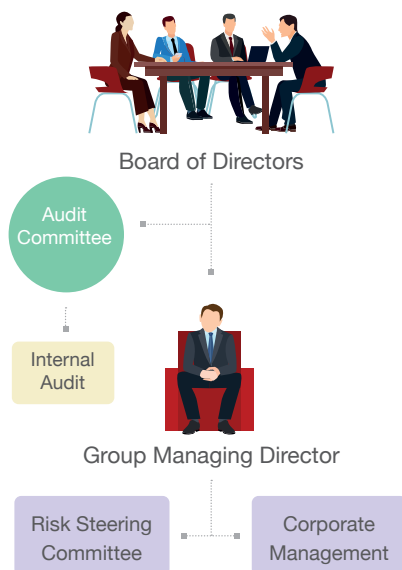 Board of Directors
Audit
Committee
Internal
Audit
Group Managing Director
Risk Steering
Committee
Corporate
Management